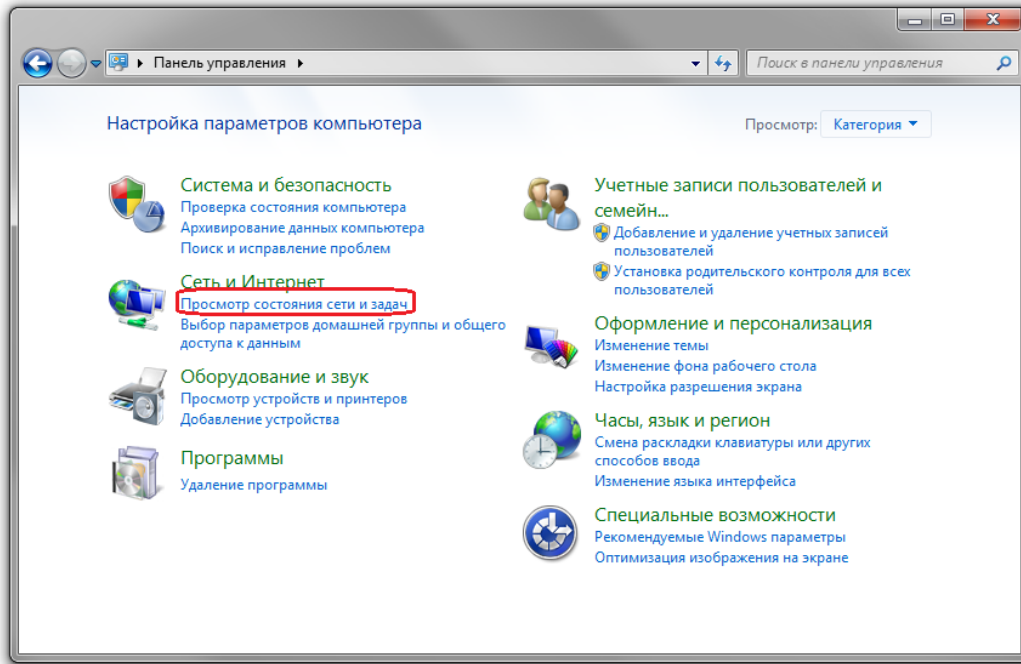 Панель управления
Поиск в панели управления
Настройка параметров компьютера
Просмотр: Категория
Система и безопасность
Проверка состояния компьютера
Архивирование данных компьютера
Поиск и исправление проблем
Сеть и Интернет
Просмотр состояния сети и задач
Выбор параметров домашней группы и общего
доступа к данным
Оборудование и звук
Просмотр устройств и принтеров
Добавление устройства
Программы
Удаление программы
Учетные записи пользователей и
семейн...
Добавление и удаление учетных записей
пользователей
Установка родительского контроля для всех
пользователей
Оформление и персонализация
Изменение темы
Изменение фона рабочего стола
Настройка разрешения экрана
Часы, язык и регион
Смена раскладки клавиатуры или других
способов ввода
Изменение языка интерфейса
Специальные возможности
Рекомендуемые Windows параметры
Оптимизация изображения на экране